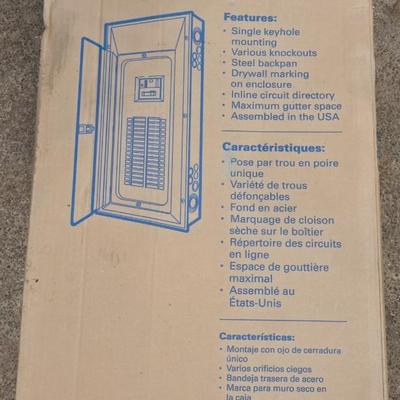 Features:
• Single keyhole
mounting
• Various knockouts
• Steel backpan
• Drywall marking
on enclosure
• Inline circuit directory
• Maximum gutter space
• Assembled in the USA
Caractéristiques:
• Pose par trou en poire
unique
• Variété de trous
défonçables
• Fond en acier
• Marquage de cloison
sèche sur le boîtier
• Répertoire des circuits
en ligne
• Espace de gouttière
maximal
• Assemblé au
États-Unis
Características:
• Montaje con ojo de cerradura
único
• Varios orificios ciegos
• Bandeja trasera de acero
• Marca para muro seco en
la caja